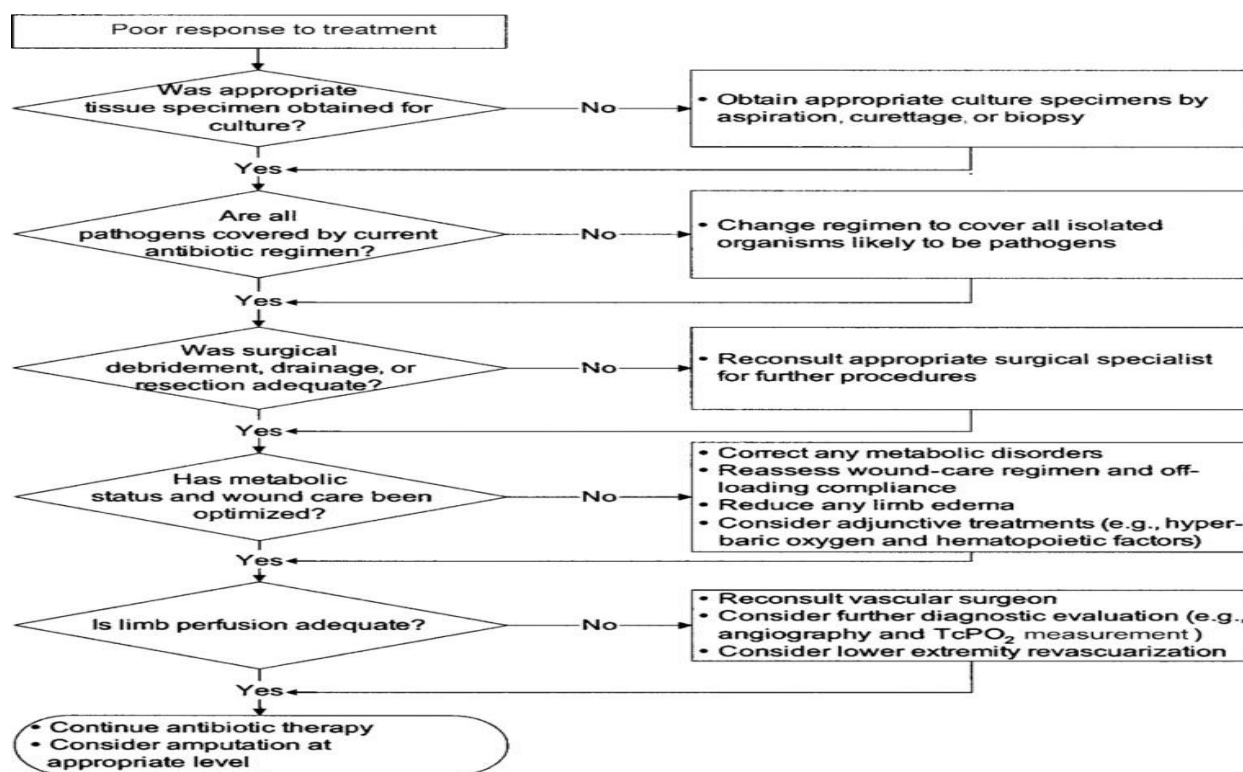 Poor response to treatment
Was appropriate
tissue specimen obtained for
culture?
No
• Obtain appropriate culture specimens by
aspiration, curettage, or biopsy
Yes
Are all
pathogens covered by current
antibiotic regimen?
No
• Change regimen to cover all isolated
organisms likely to be pathogens
Yes
Was surgical
debridement, drainage, or
resection adequate?
No
• Reconsult appropriate surgical specialist
for further procedures
Yes
Has metabolic
status and wound care been
optimized?
No
• Correct any metabolic disorders
• Reassess wound-care regimen and off-
loading compliance
• Reduce any limb edema
• Consider adjunctive treatments (e.g., hyper-
baric oxygen and hematopoietic factors)
Yes
Is limb perfusion adequate?
No
• Reconsult vascular surgeon
• Consider further diagnostic evaluation (e.g.,
angiography and TcPO₂ measurement )
• Consider lower extremity revascuarization
Yes
• Continue antibiotic therapy
• Consider amputation at
appropriate level